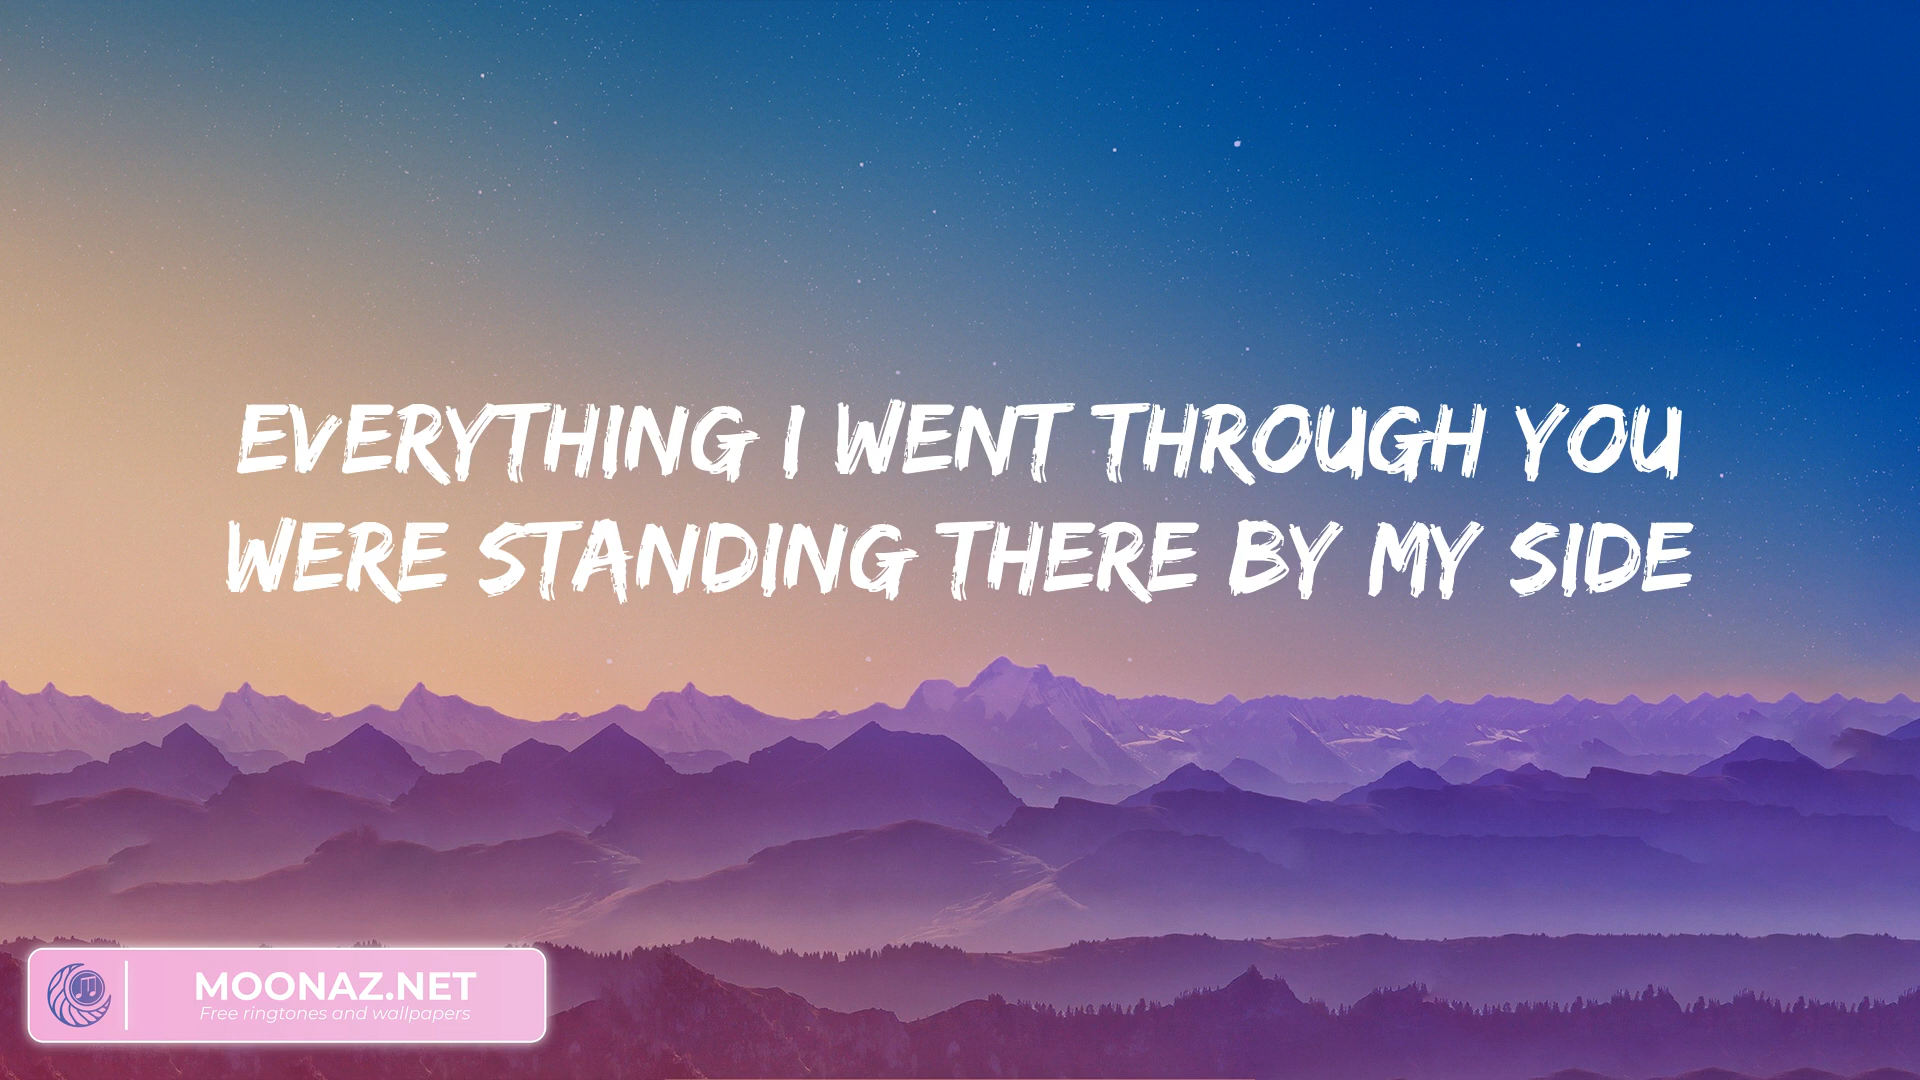 EVERYTHING I WENT THROUGH YOU
WERE STANDING THERE BY MY SIDE
MOONAZ.NET
Free ringtones and wallpapers